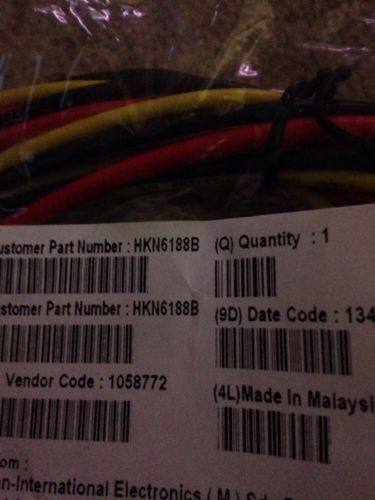 ustomer Part Number : HKN6188B
(Q) Quantity : 1
ustomer Part Number : HKN6188B
(9D) Date Code : 134
Vendor Code : 1058772
(4L)Made In Malaysi
om :
n-International Electronics ( M )